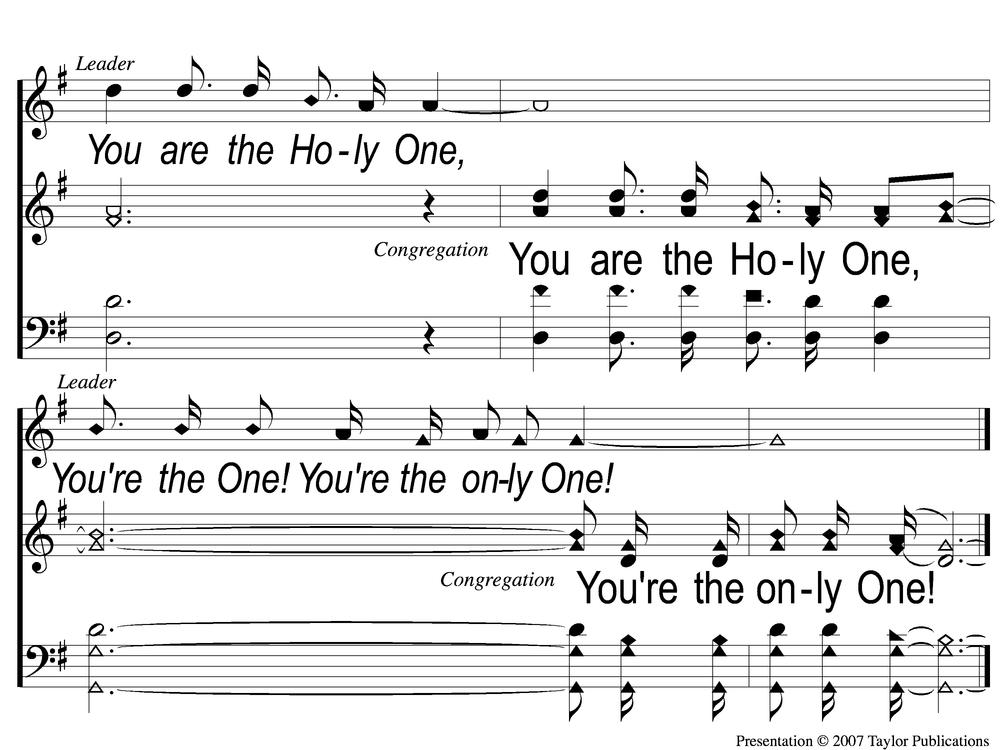 Leader
You are the Ho - ly One,
Congregation You are the Ho - ly One,
Leader
You're the One! You're the on-ly One!
Congregation You're the on - ly One!
Presentation © 2007 Taylor Publications